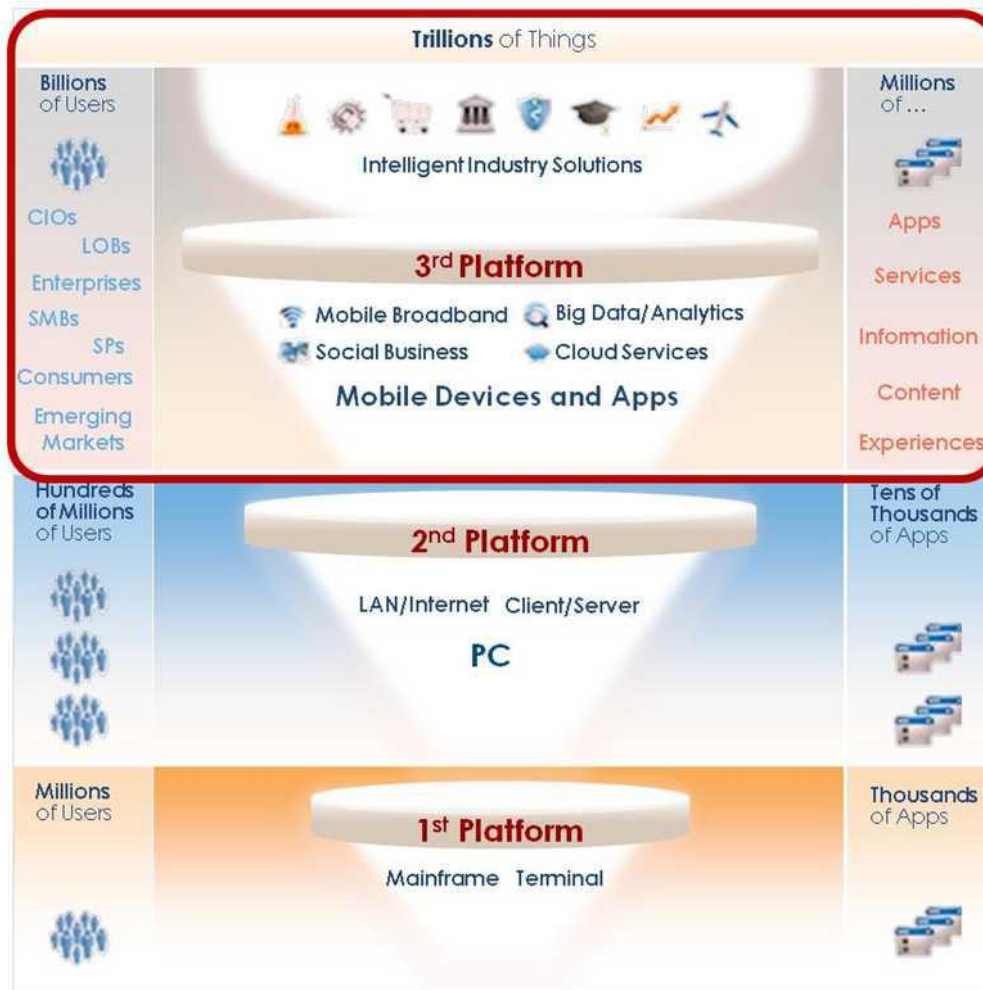 Trillions of Things
Billions
of Users
Millions
of ...
Intelligent Industry Solutions
CIOs
LOBs
Enterprises
SMBs
SPs
Consumers
Emerging
Markets
3rd Platform
Mobile Broadband
Big Data/Analytics
Social Business
Cloud Services
Mobile Devices and Apps
Apps
Services
Information
Content
Experiences
Hundreds
of Millions
of Users
2nd Platform
LAN/Internet Client/Server
PC
Tens of
Thousands
of Apps
Millions
of Users
1st Platform
Mainframe Terminal
Thousands
of Apps